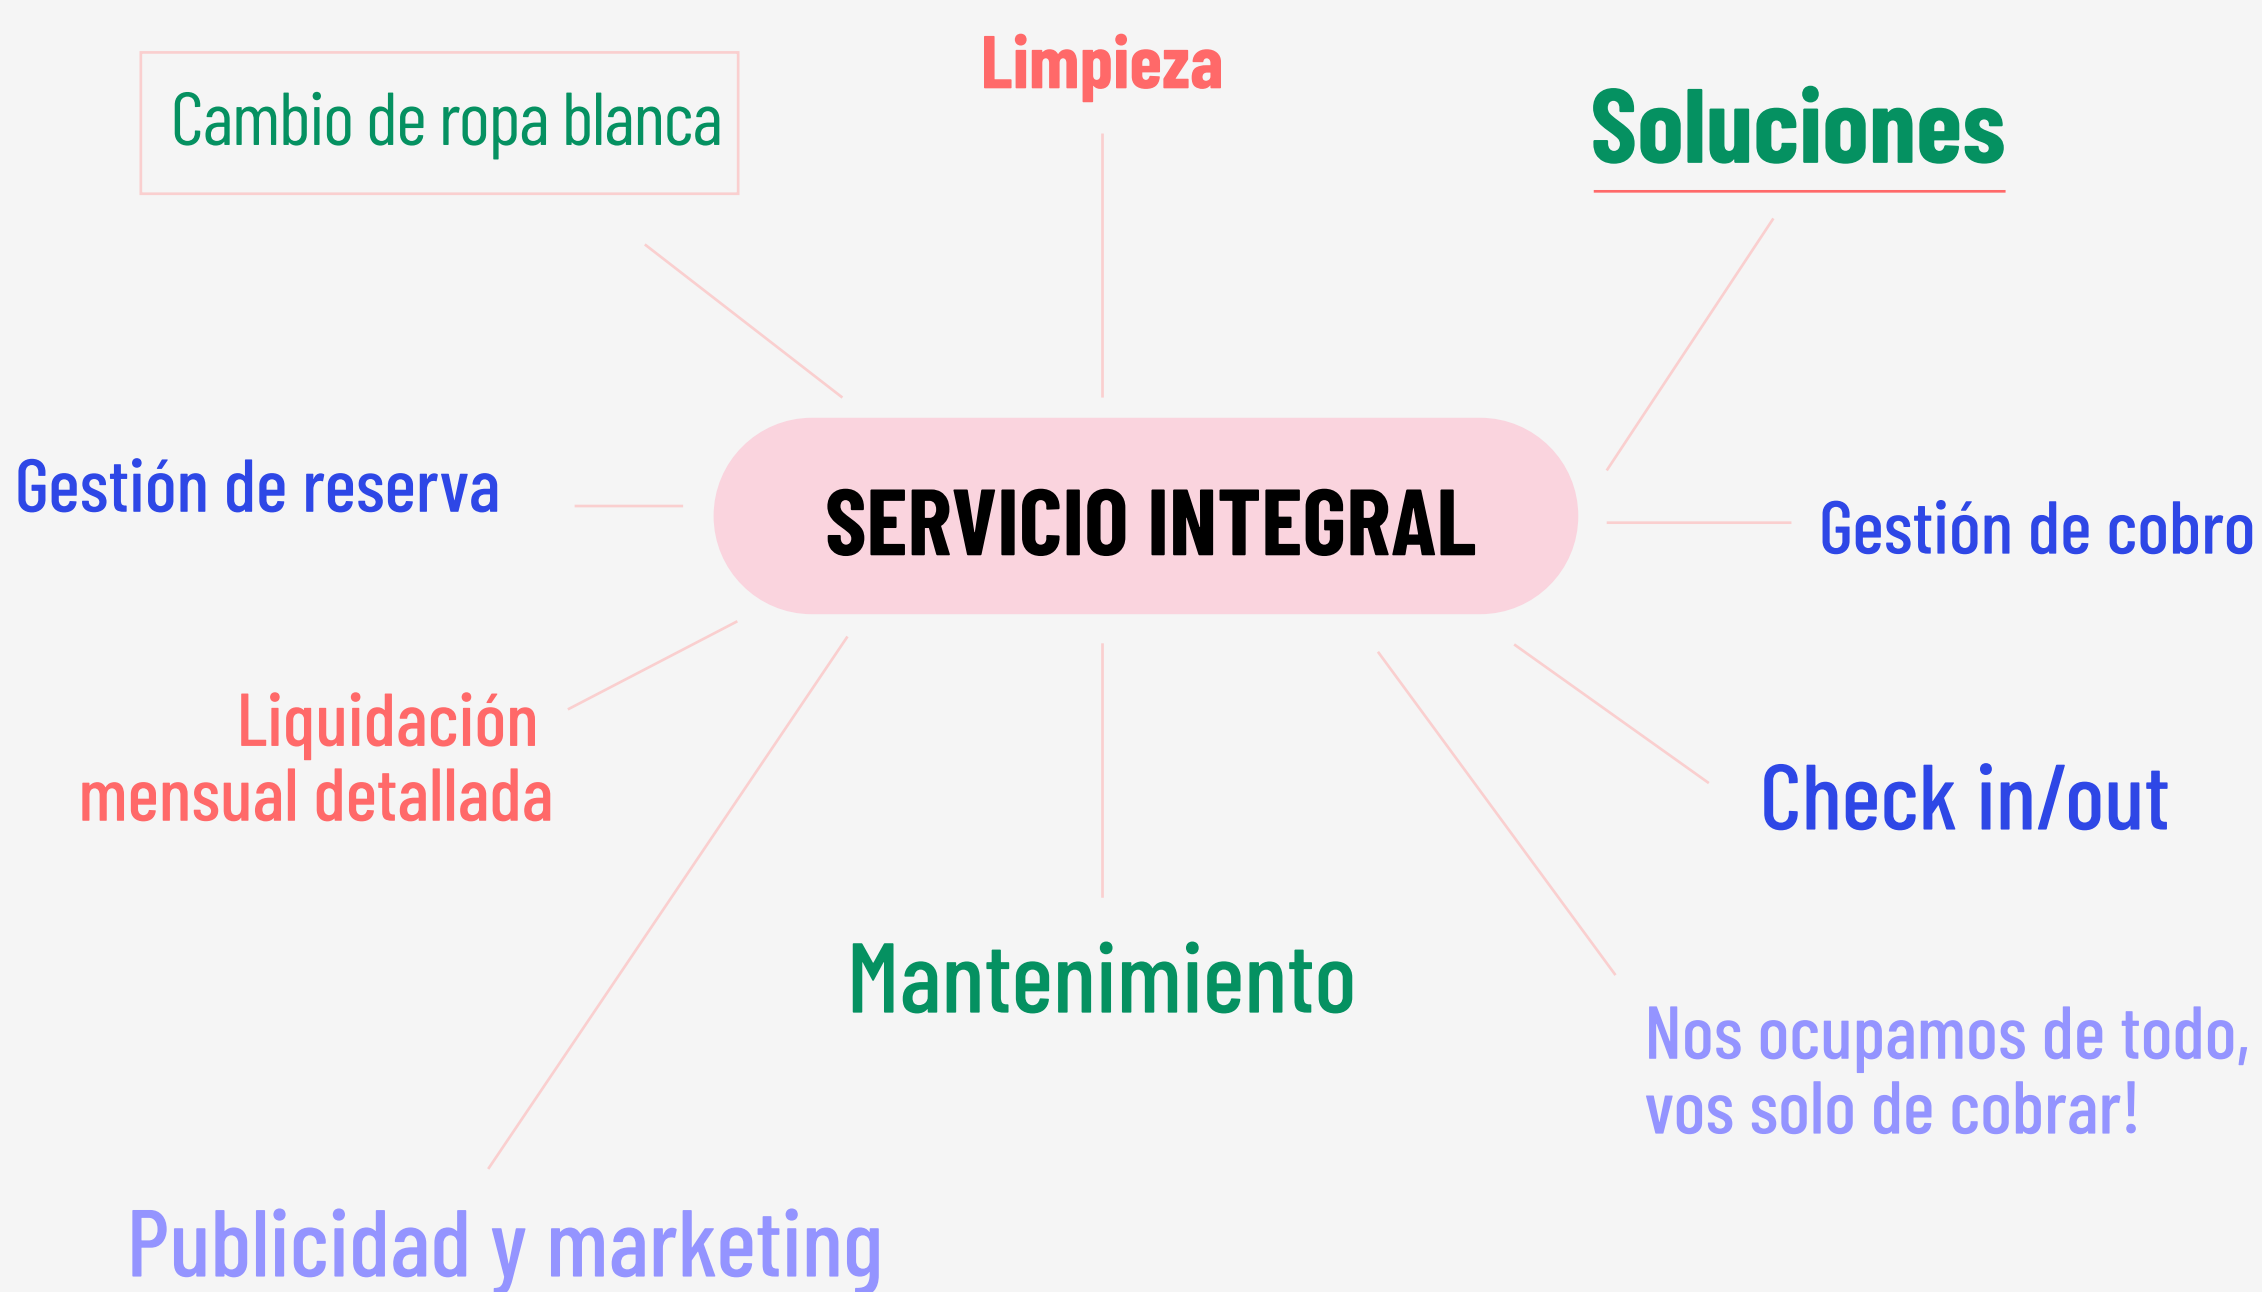 Limpieza
Cambio de ropa blanca
Soluciones
Gestión de reserva
SERVICIO INTEGRAL
Gestión de cobro
Liquidación
mensual detallada
Check in/out
Mantenimiento
Nos ocupamos de todo,
vos solo de cobrar!
Publicidad y marketing